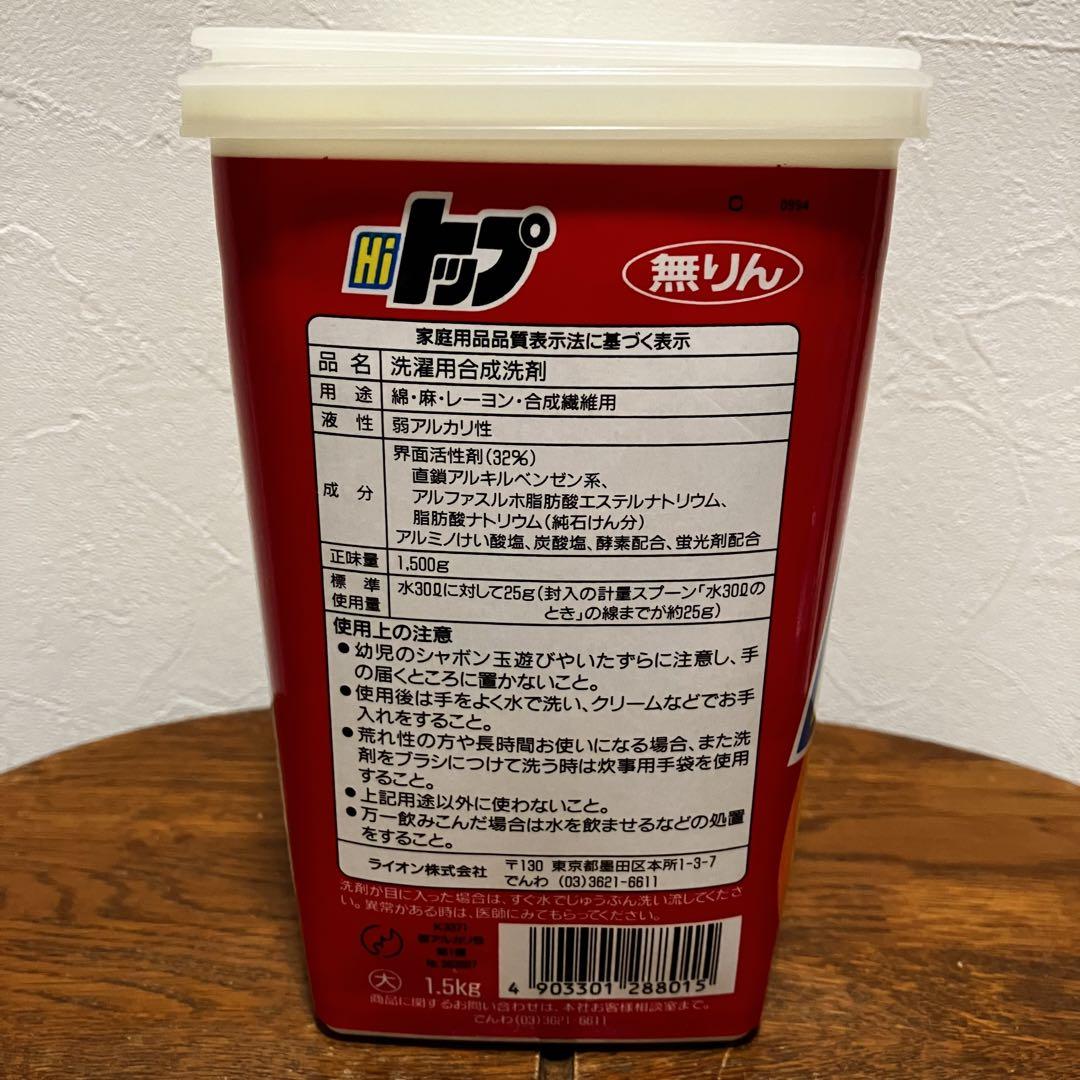 C 0994
Hiトップ
無りん
家庭用品品質表示法に基づく表示
品名 洗濯用合成洗剤
用途 綿・麻・レーヨン・合成繊維用
液性 弱アルカリ性
成分 界面活性剤(32%)
直鎖アルキルベンゼン系、
アルファスルホ脂肪酸エステルナトリウム、
脂肪酸ナトリウム(純石けん分)
アルミノけい酸塩、炭酸塩、酵素配合、蛍光剤配合
正味量 1,500g
標準使用量 水30ℓに対して25g(封入の計量スプーン「水30ℓの
とき」の線までが約25g)
使用上の注意
●幼児のシャボン玉遊びやいたずらに注意し、手
の届くところに置かないこと。
●使用後は手をよく水で洗い、クリームなどでお手
入れをすること。
●荒れ性の方や長時間お使いになる場合、また洗
剤をブラシにつけて洗う時は炊事用手袋を使用
すること。
●上記用途以外に使わないこと。
●万一飲みこんだ場合は水を飲ませるなどの処置
をすること。
ライオン株式会社 〒130 東京都墨田区本所1-3-7
でんわ (03)3621-6611
洗剤が目に入った場合は、すぐ水でじゅうぶん洗い流してくださ
い。異常がある時は、医師にみてもらってください。
K3371
弱アルカリ性
第1種
大 1.5kg
4 903301 288015
商品に関するお問い合わせは、本社お客様相談室まで。
でんわ(03)3621-6611